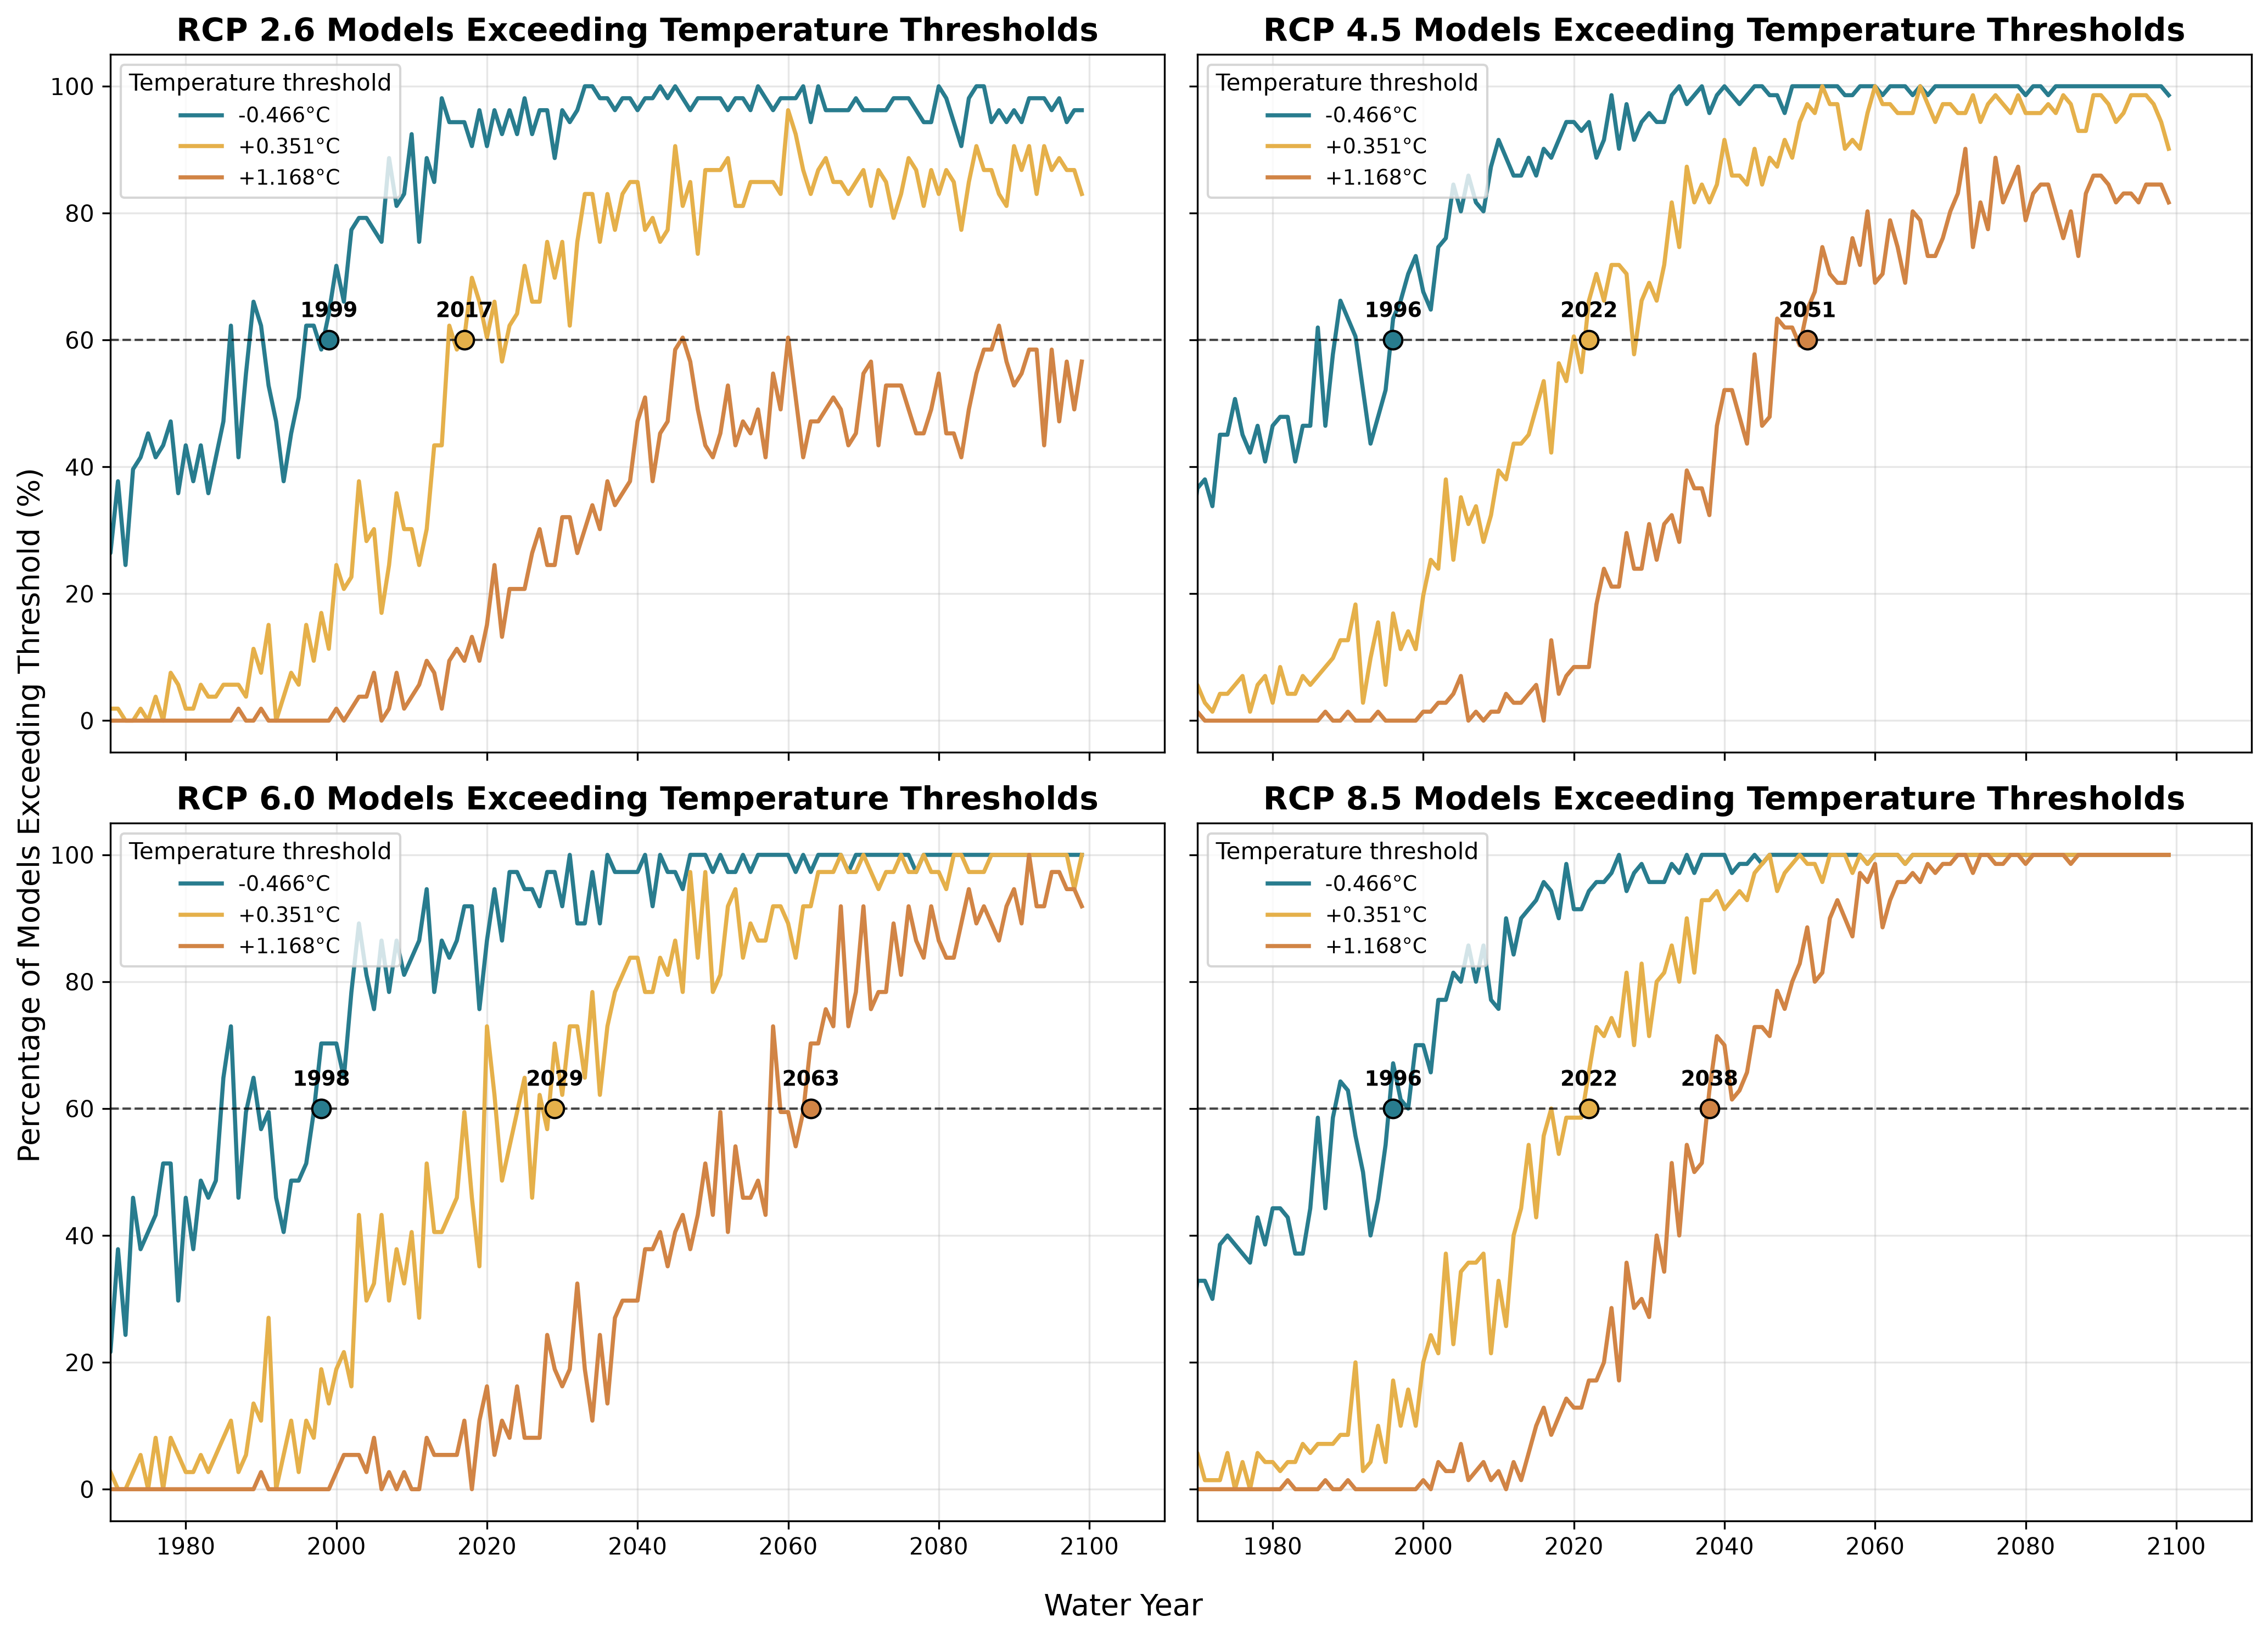 RCP 2.6 Models Exceeding Temperature Thresholds
Temperature threshold
-0.466°C
+0.351°C
+1.168°C
1999
2017
100
80
60
40
20
0
RCP 4.5 Models Exceeding Temperature Thresholds
Temperature threshold
-0.466°C
+0.351°C
+1.168°C
1996
2022
2051
Percentage of Models Exceeding Threshold (%)
RCP 6.0 Models Exceeding Temperature Thresholds
Temperature threshold
-0.466°C
+0.351°C
+1.168°C
1998
2029
2063
100
80
60
40
20
0
1980 2000 2020 2040 2060 2080 2100
RCP 8.5 Models Exceeding Temperature Thresholds
Temperature threshold
-0.466°C
+0.351°C
+1.168°C
1996
2022
2038
1980 2000 2020 2040 2060 2080 2100
Water Year